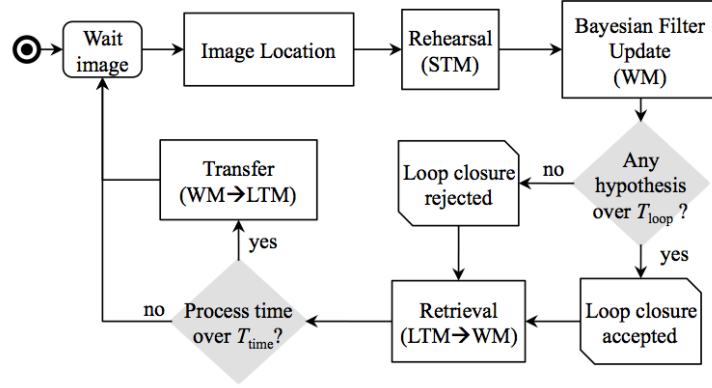 Wait
image
Image Location
Rehearsal
(STM)
Bayesian Filter
Update
(WM)
Any
hypothesis
over Tloop ?
no
yes
Loop closure
rejected
Loop closure
accepted
Retrieval
(LTM→WM)
Process time
over Ttime?
yes
no
Transfer
(WM→LTM)